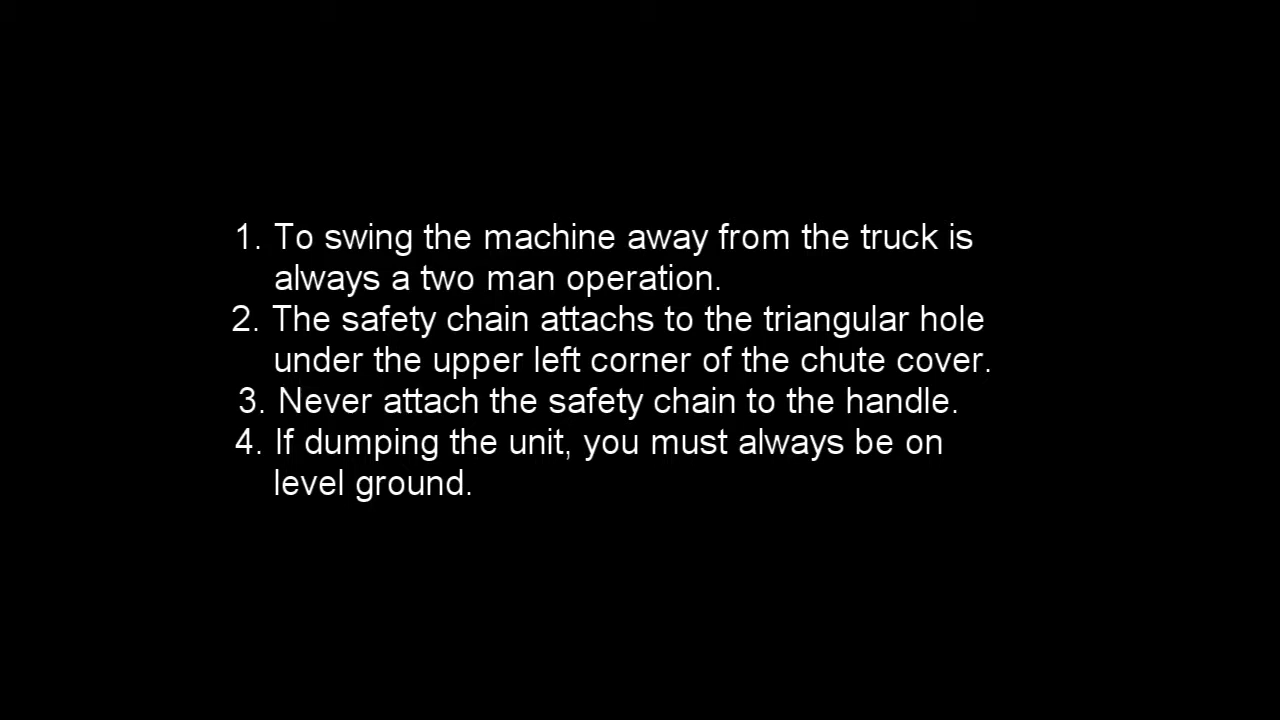 1. To swing the machine away from the truck is
always a two man operation.
2. The safety chain attachs to the triangular hole
under the upper left corner of the chute cover.
3. Never attach the safety chain to the handle.
4. If dumping the unit, you must always be on
level ground.